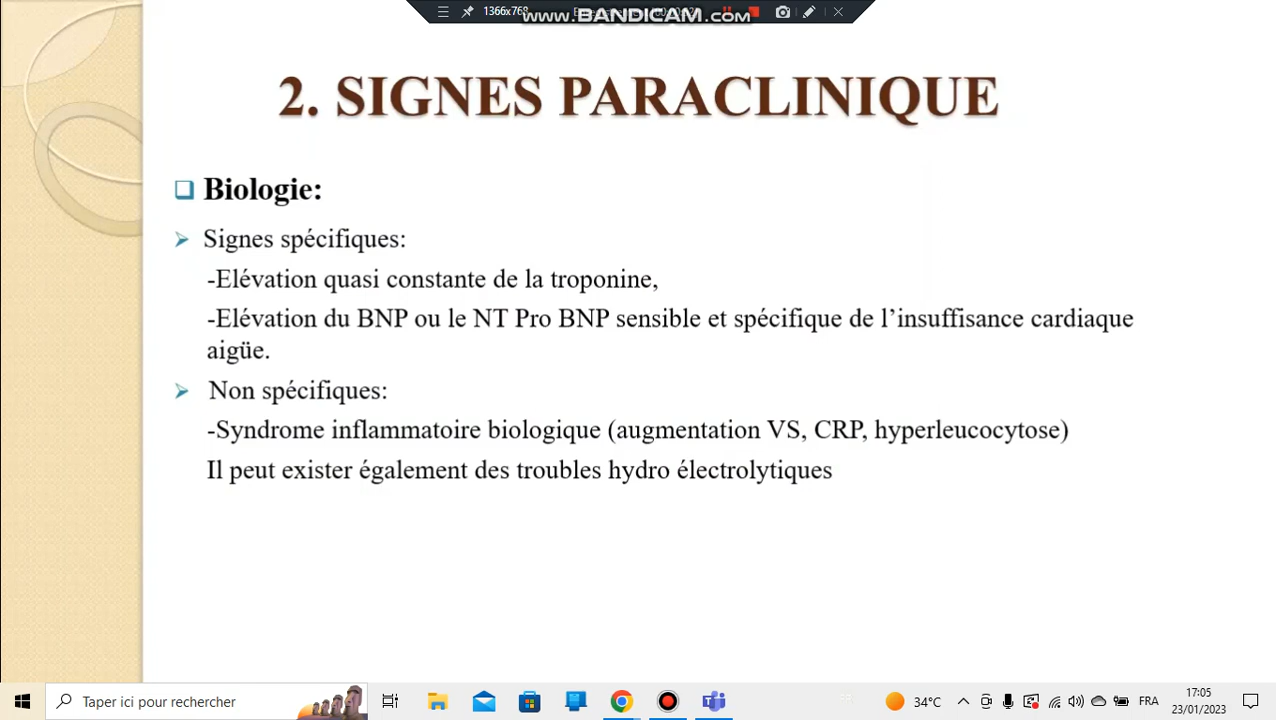 1366x768
www.BANDICAM.com
2. SIGNES PARACLINIQUE
Biologie:
Signes spécifiques:
-Elévation quasi constante de la troponine,
-Elévation du BNP ou le NT Pro BNP sensible et spécifique de l’insuffisance cardiaque
aigüe.
Non spécifiques:
-Syndrome inflammatoire biologique (augmentation VS, CRP, hyperleucocytose)
Il peut exister également des troubles hydro électrolytiques
Taper ici pour rechercher
34°C
FRA
17:05
23/01/2023